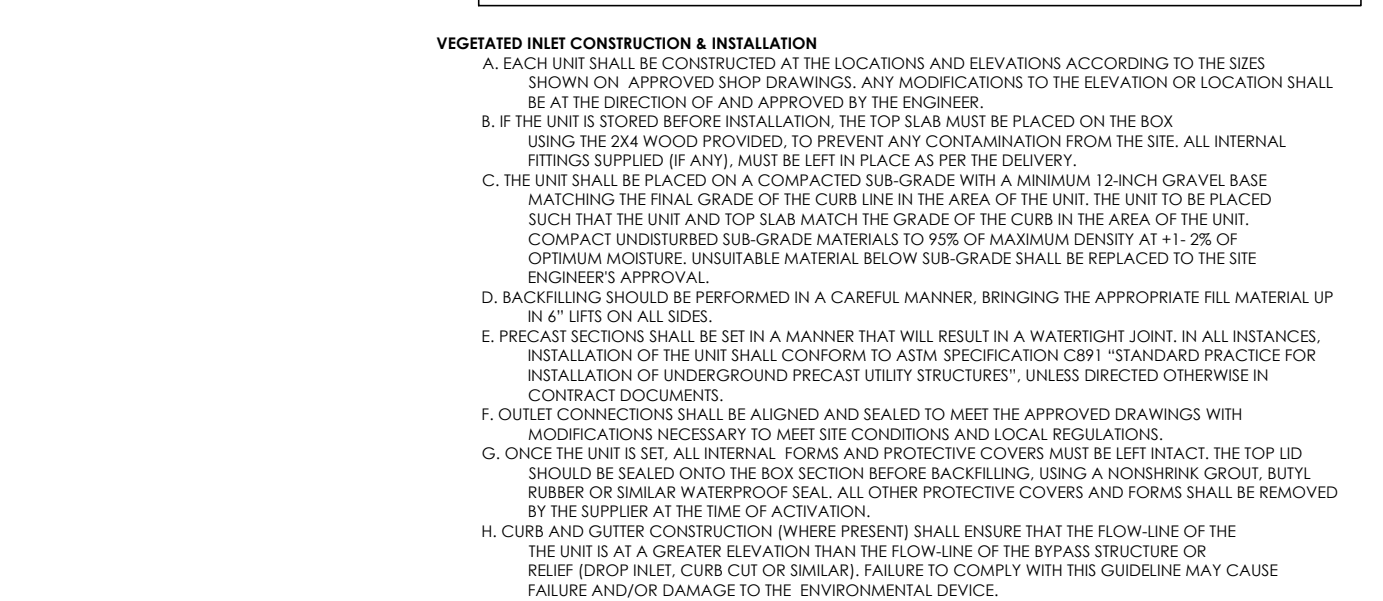 VEGETATED INLET CONSTRUCTION & INSTALLATION
A. EACH UNIT SHALL BE CONSTRUCTED AT THE LOCATIONS AND ELEVATIONS ACCORDING TO THE SIZES
SHOWN ON APPROVED SHOP DRAWINGS. ANY MODIFICATIONS TO THE ELEVATION OR LOCATION SHALL
BE AT THE DIRECTION OF AND APPROVED BY THE ENGINEER.
B. IF THE UNIT IS STORED BEFORE INSTALLATION, THE TOP SLAB MUST BE PLACED ON THE BOX
USING THE 2X4 WOOD PROVIDED, TO PREVENT ANY CONTAMINATION FROM THE SITE. ALL INTERNAL
FITTINGS SUPPLIED (IF ANY), MUST BE LEFT IN PLACE AS PER THE DELIVERY.
C. THE UNIT SHALL BE PLACED ON A COMPACTED SUB-GRADE WITH A MINIMUM 12-INCH GRAVEL BASE
MATCHING THE FINAL GRADE OF THE CURB LINE IN THE AREA OF THE UNIT. THE UNIT TO BE PLACED
SUCH THAT THE UNIT AND TOP SLAB MATCH THE GRADE OF THE CURB IN THE AREA OF THE UNIT.
COMPACT UNDISTURBED SUB-GRADE MATERIALS TO 95% OF MAXIMUM DENSITY AT +1- 2% OF
OPTIMUM MOISTURE. UNSUITABLE MATERIAL BELOW SUB-GRADE SHALL BE REPLACED TO THE SITE
ENGINEER'S APPROVAL.
D. BACKFILLING SHOULD BE PERFORMED IN A CAREFUL MANNER, BRINGING THE APPROPRIATE FILL MATERIAL UP
IN 6” LIFTS ON ALL SIDES.
E. PRECAST SECTIONS SHALL BE SET IN A MANNER THAT WILL RESULT IN A WATERTIGHT JOINT. IN ALL INSTANCES,
INSTALLATION OF THE UNIT SHALL CONFORM TO ASTM SPECIFICATION C891 “STANDARD PRACTICE FOR
INSTALLATION OF UNDERGROUND PRECAST UTILITY STRUCTURES”, UNLESS DIRECTED OTHERWISE IN
CONTRACT DOCUMENTS.
F. OUTLET CONNECTIONS SHALL BE ALIGNED AND SEALED TO MEET THE APPROVED DRAWINGS WITH
MODIFICATIONS NECESSARY TO MEET SITE CONDITIONS AND LOCAL REGULATIONS.
G. ONCE THE UNIT IS SET, ALL INTERNAL FORMS AND PROTECTIVE COVERS MUST BE LEFT INTACT. THE TOP LID
SHOULD BE SEALED ONTO THE BOX SECTION BEFORE BACKFILLING, USING A NONSHRINK GROUT, BUTYL
RUBBER OR SIMILAR WATERPROOF SEAL. ALL OTHER PROTECTIVE COVERS AND FORMS SHALL BE REMOVED
BY THE SUPPLIER AT THE TIME OF ACTIVATION.
H. CURB AND GUTTER CONSTRUCTION (WHERE PRESENT) SHALL ENSURE THAT THE FLOW-LINE OF THE
THE UNIT IS AT A GREATER ELEVATION THAN THE FLOW-LINE OF THE BYPASS STRUCTURE OR
RELIEF (DROP INLET, CURB CUT OR SIMILAR). FAILURE TO COMPLY WITH THIS GUIDELINE MAY CAUSE
FAILURE AND/OR DAMAGE TO THE ENVIRONMENTAL DEVICE.